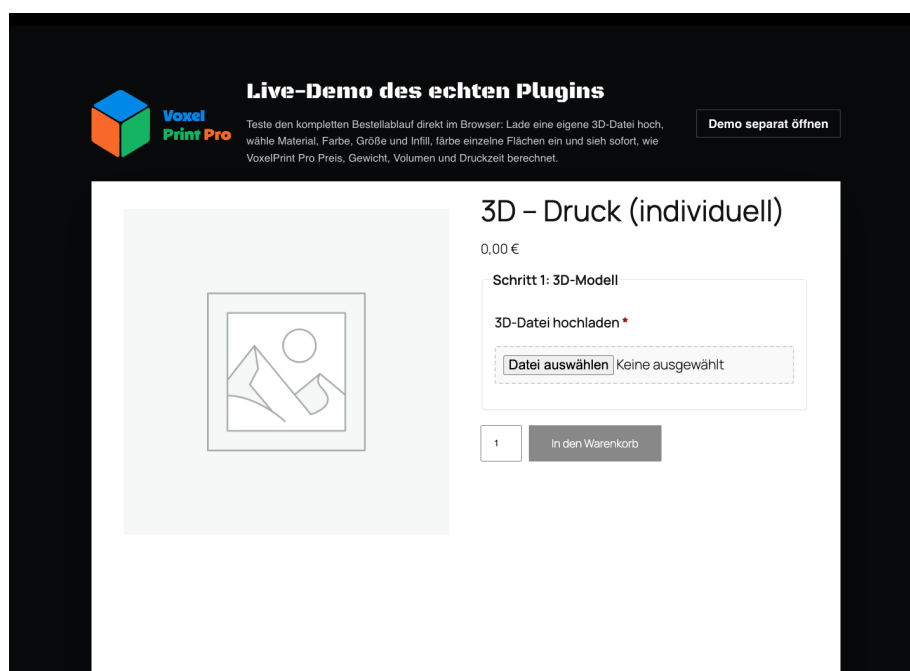 Live-Demo des echten Plugins
Voxel
Print Pro
Teste den kompletten Bestellablauf direkt im Browser: Lade eine eigene 3D-Datei hoch,
wähle Material, Farbe, Größe und Infill, färbe einzelne Flächen ein und sieh sofort, wie
VoxelPrint Pro Preis, Gewicht, Volumen und Druckzeit berechnet.
Demo separat öffnen
3D – Druck (individuell)
0,00 €
Schritt 1: 3D-Modell
3D-Datei hochladen *
Datei auswählen Keine ausgewählt
1
In den Warenkorb